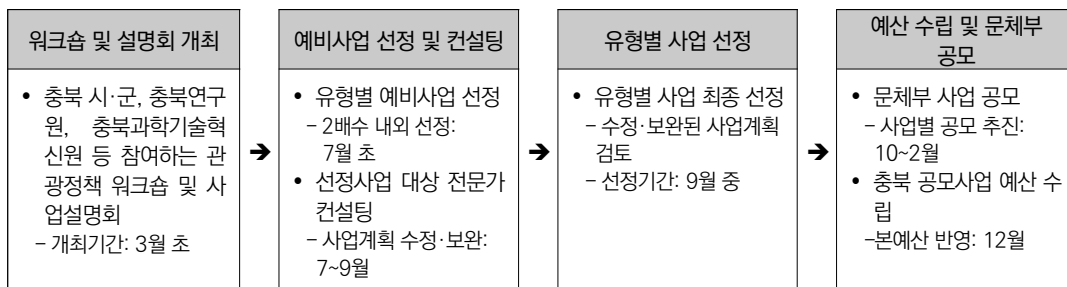 워크숍 및 설명회 개최
• 충북 시·군, 충북연구
원, 충북과학기술혁
신원 등 참여하는 관
광정책 워크숍 및 사
업설명회
– 개최기간: 3월 초
➔
예비사업 선정 및 컨설팅
• 유형별 예비사업 선정
– 2배수 내외 선정:
7월 초
• 선정사업 대상 전문가
컨설팅
– 사업계획 수정·보완:
7~9월
➔
유형별 사업 선정
• 유형별 사업 최종 선정
– 수정·보완된 사업계획
검토
– 선정기간: 9월 중
➔
예산 수립 및 문체부
공모
• 문체부 사업 공모
– 사업별 공모 추진:
10~2월
• 충북 공모사업 예산 수
립
–본예산 반영: 12월